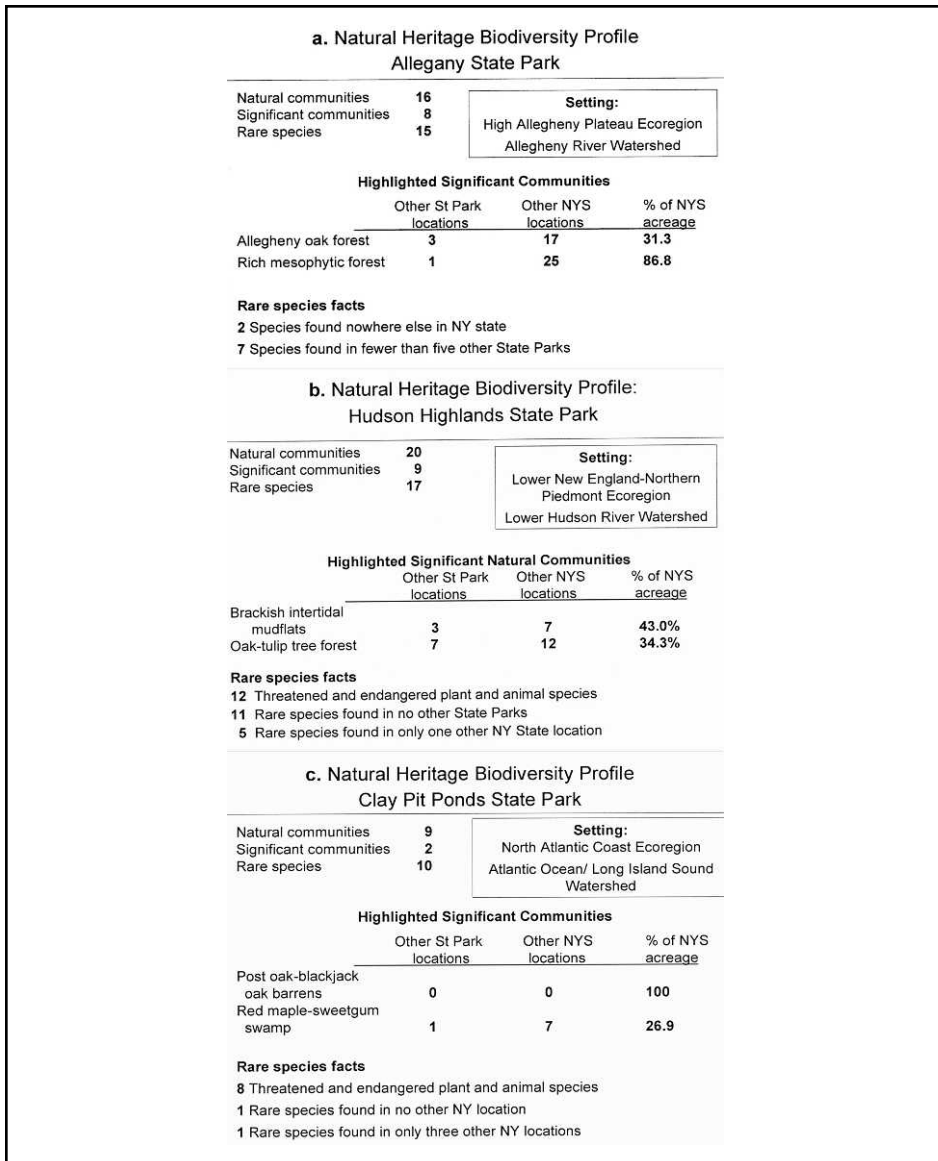 a. Natural Heritage Biodiversity Profile
Allegany State Park
Natural communities 16
Significant communities 8
Rare species 15
Setting:
High Allegheny Plateau Ecoregion
Allegheny River Watershed
Highlighted Significant Communities
Other St Park Other NYS % of NYS
locations locations acreage
Allegheny oak forest 3 17 31.3
Rich mesophytic forest 1 25 86.8
Rare species facts
2 Species found nowhere else in NY state
7 Species found in fewer than five other State Parks
b. Natural Heritage Biodiversity Profile:
Hudson Highlands State Park
Natural communities 20
Significant communities 9
Rare species 17
Setting:
Lower New England-Northern
Piedmont Ecoregion
Lower Hudson River Watershed
Highlighted Significant Natural Communities
Other St Park Other NYS % of NYS
locations locations acreage
Brackish intertidal
mudflats 3 7 43.0%
Oak-tulip tree forest 7 12 34.3%
Rare species facts
12 Threatened and endangered plant and animal species
11 Rare species found in no other State Parks
5 Rare species found in only one other NY State location
c. Natural Heritage Biodiversity Profile
Clay Pit Ponds State Park
Natural communities 9
Significant communities 2
Rare species 10
Setting:
North Atlantic Coast Ecoregion
Atlantic Ocean/ Long Island Sound
Watershed
Highlighted Significant Communities
Other St Park Other NYS % of NYS
locations locations acreage
Post oak-blackjack
oak barrens 0 0 100
Red maple-sweetgum
swamp 1 7 26.9
Rare species facts
8 Threatened and endangered plant and animal species
1 Rare species found in no other NY location
1 Rare species found in only three other NY locations